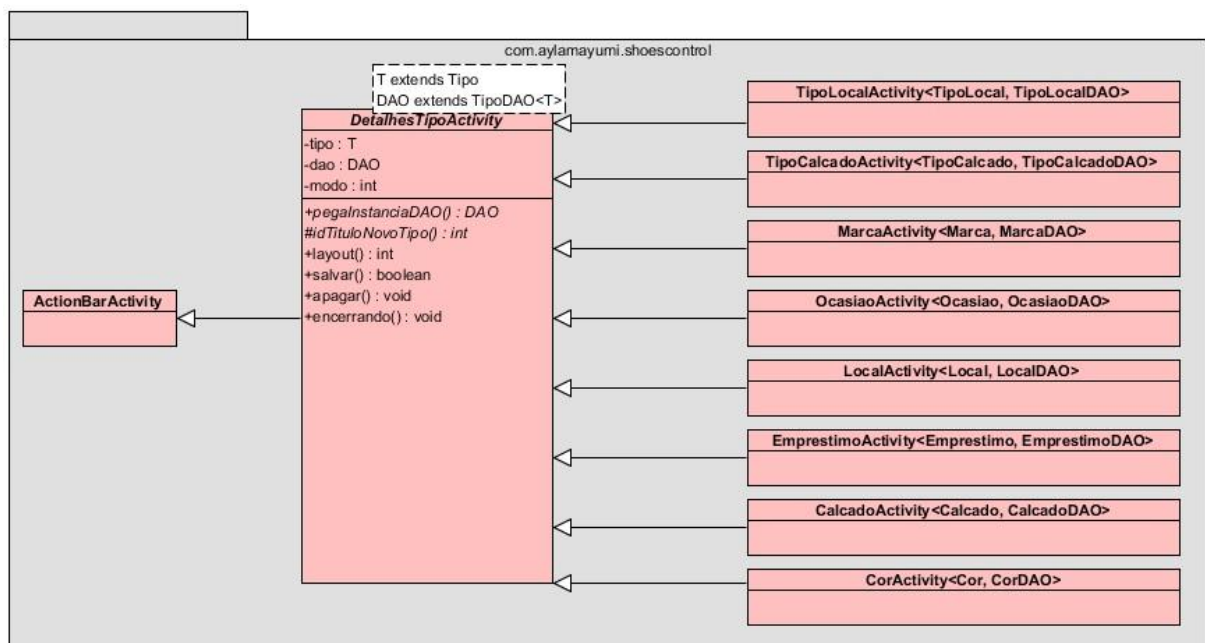 com.aylamayumi.shoescontrol
T extends Tipo
DAO extends TipoDAO<T>
DetalhesTipoActivity
-tipo : T
-dao : DAO
-modo : int
+pegaInstanciaDAO() : DAO
#idTituloNovoTipo() : int
+layout() : int
+salvar() : boolean
+apagar() : void
+encerrando() : void
ActionBarActivity
TipoLocalActivity<TipoLocal, TipoLocalDAO>
TipoCalcadoActivity<TipoCalcado, TipoCalcadoDAO>
MarcaActivity<Marca, MarcaDAO>
OcasiaoActivity<Ocasiao, OcasiaoDAO>
LocalActivity<Local, LocalDAO>
EmprestimoActivity<Emprestimo, EmprestimoDAO>
CalcadoActivity<Calcado, CalcadoDAO>
CorActivity<Cor, CorDAO>